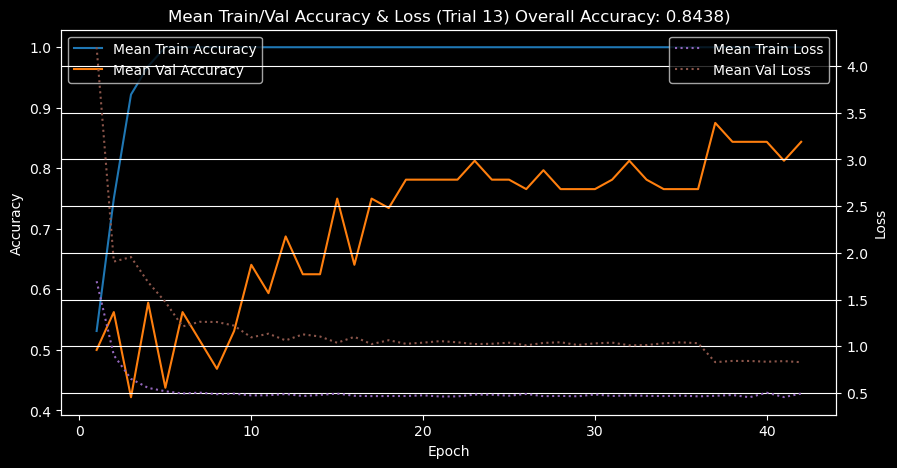 Mean Train/Val Accuracy & Loss (Trial 13) Overall Accuracy: 0.8438)
Mean Train Accuracy
Mean Val Accuracy
Mean Train Loss
Mean Val Loss
Accuracy
1.0
0.9
0.8
0.7
0.6
0.5
0.4
4.0
3.5
3.0
2.5
2.0
1.5
1.0
0.5
Loss
0
10
20
30
40
Epoch